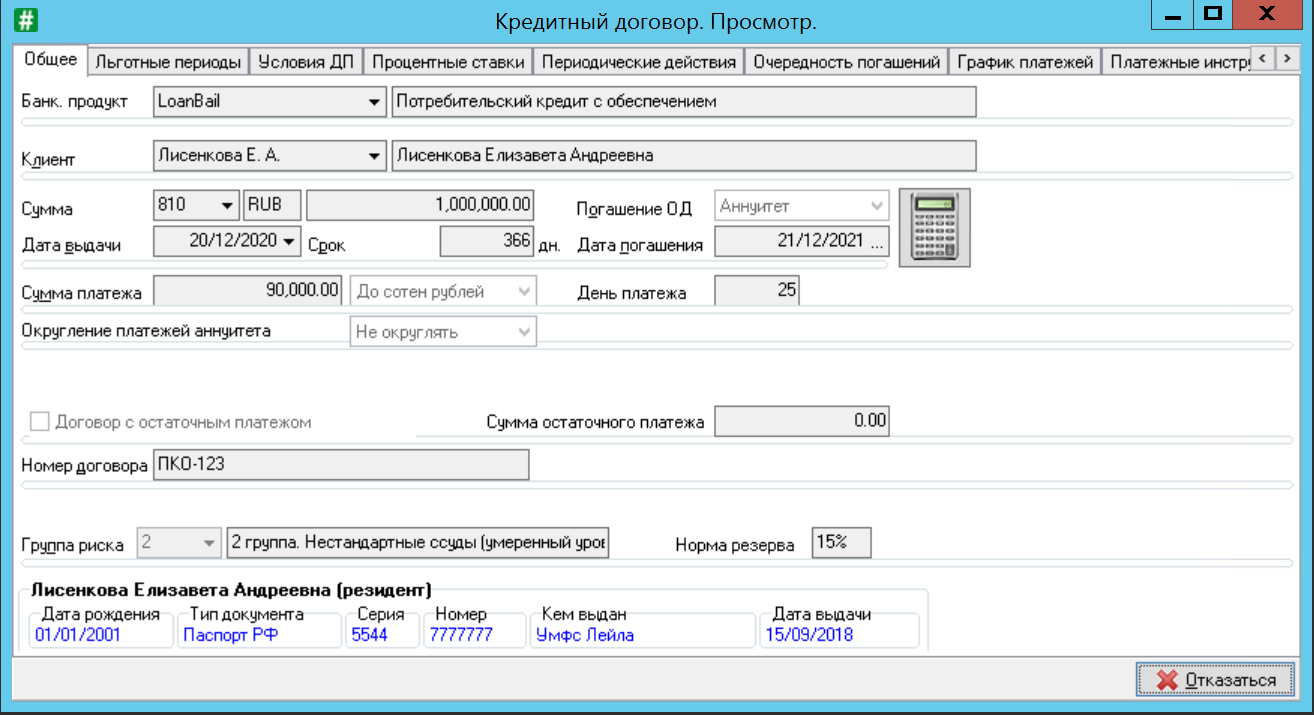 Кредитный договор. Просмотр.
Общее Льготные периоды Условия ДП Процентные ставки Периодические действия Очередность погашений График платежей Платежные инстр
Банк. продукт LoanBail Потребительский кредит с обеспечением
Клиент Лисенкова Е. А. Лисенкова Елизавета Андреевна
Сумма 810 RUB 1,000,000.00 Погашение ОД Аннуитет
Дата выдачи 20/12/2020 Срок 366 дн. Дата погашения 21/12/2021 ...
Сумма платежа 90,000.00 До сотен рублей День платежа 25
Округление платежей аннуитета Не округлять
Договор с остаточным платежом Сумма остаточного платежа 0.00
Номер договора ПКО-123
Группа риска 2 2 группа. Нестандартные ссуды (умеренный уров Норма резерва 15%
Лисенкова Елизавета Андреевна (резидент)
Дата рождения Тип документа Серия Номер Кем выдан Дата выдачи
01/01/2001 Паспорт РФ 5544 7777777 Умфс Лейла 15/09/2018
Отказаться